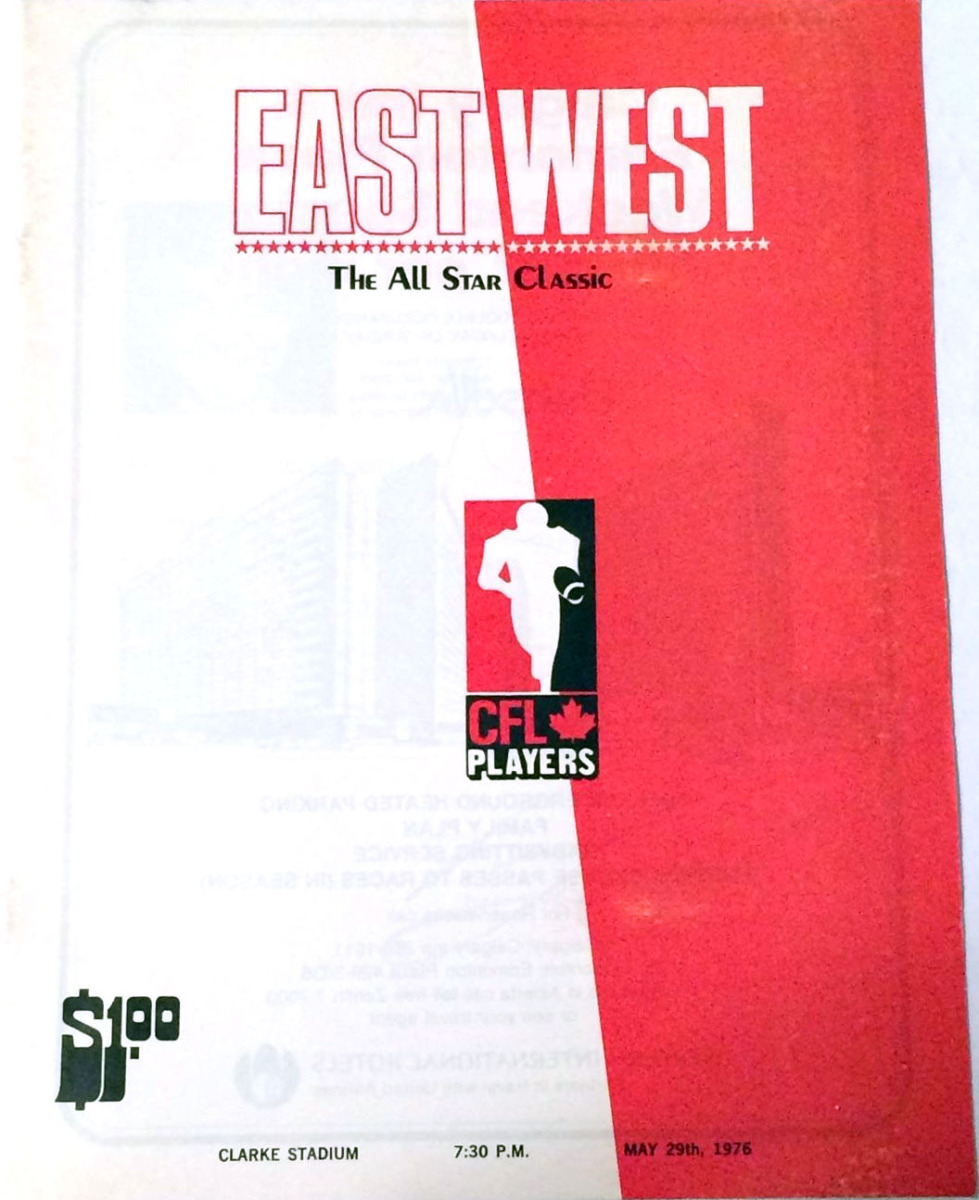 EAST WEST
The All Star Classic
CFL
PLAYERS
$1.00
CLARKE STADIUM 7:30 P.M. MAY 29th, 1976